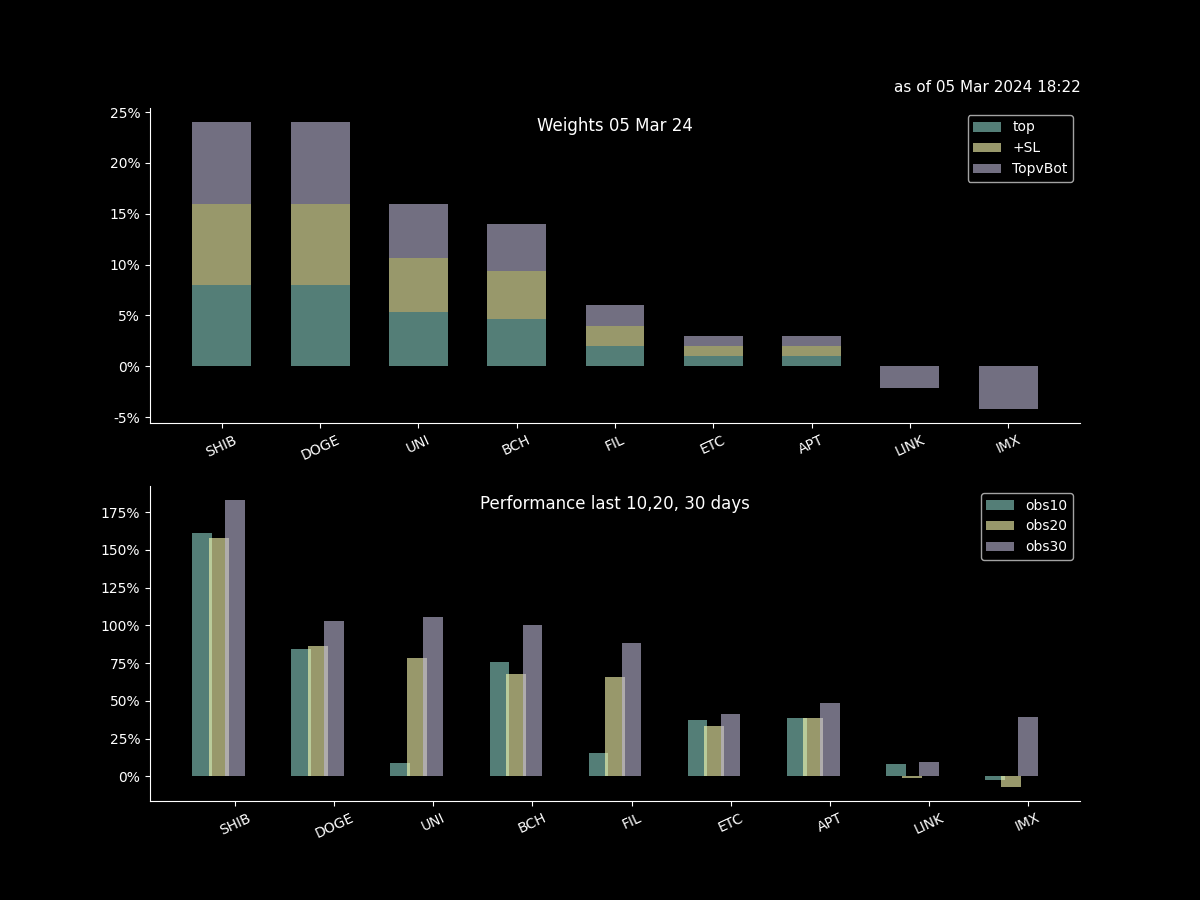 as of 05 Mar 2024 18:22
Weights 05 Mar 24
top
+SL
TopvBot
25%
20%
15%
10%
5%
0%
-5%
SHIB DOGE UNI BCH FIL ETC APT LINK IMX
Performance last 10,20, 30 days
obs10
obs20
obs30
175%
150%
125%
100%
75%
50%
25%
0%
SHIB DOGE UNI BCH FIL ETC APT LINK IMX